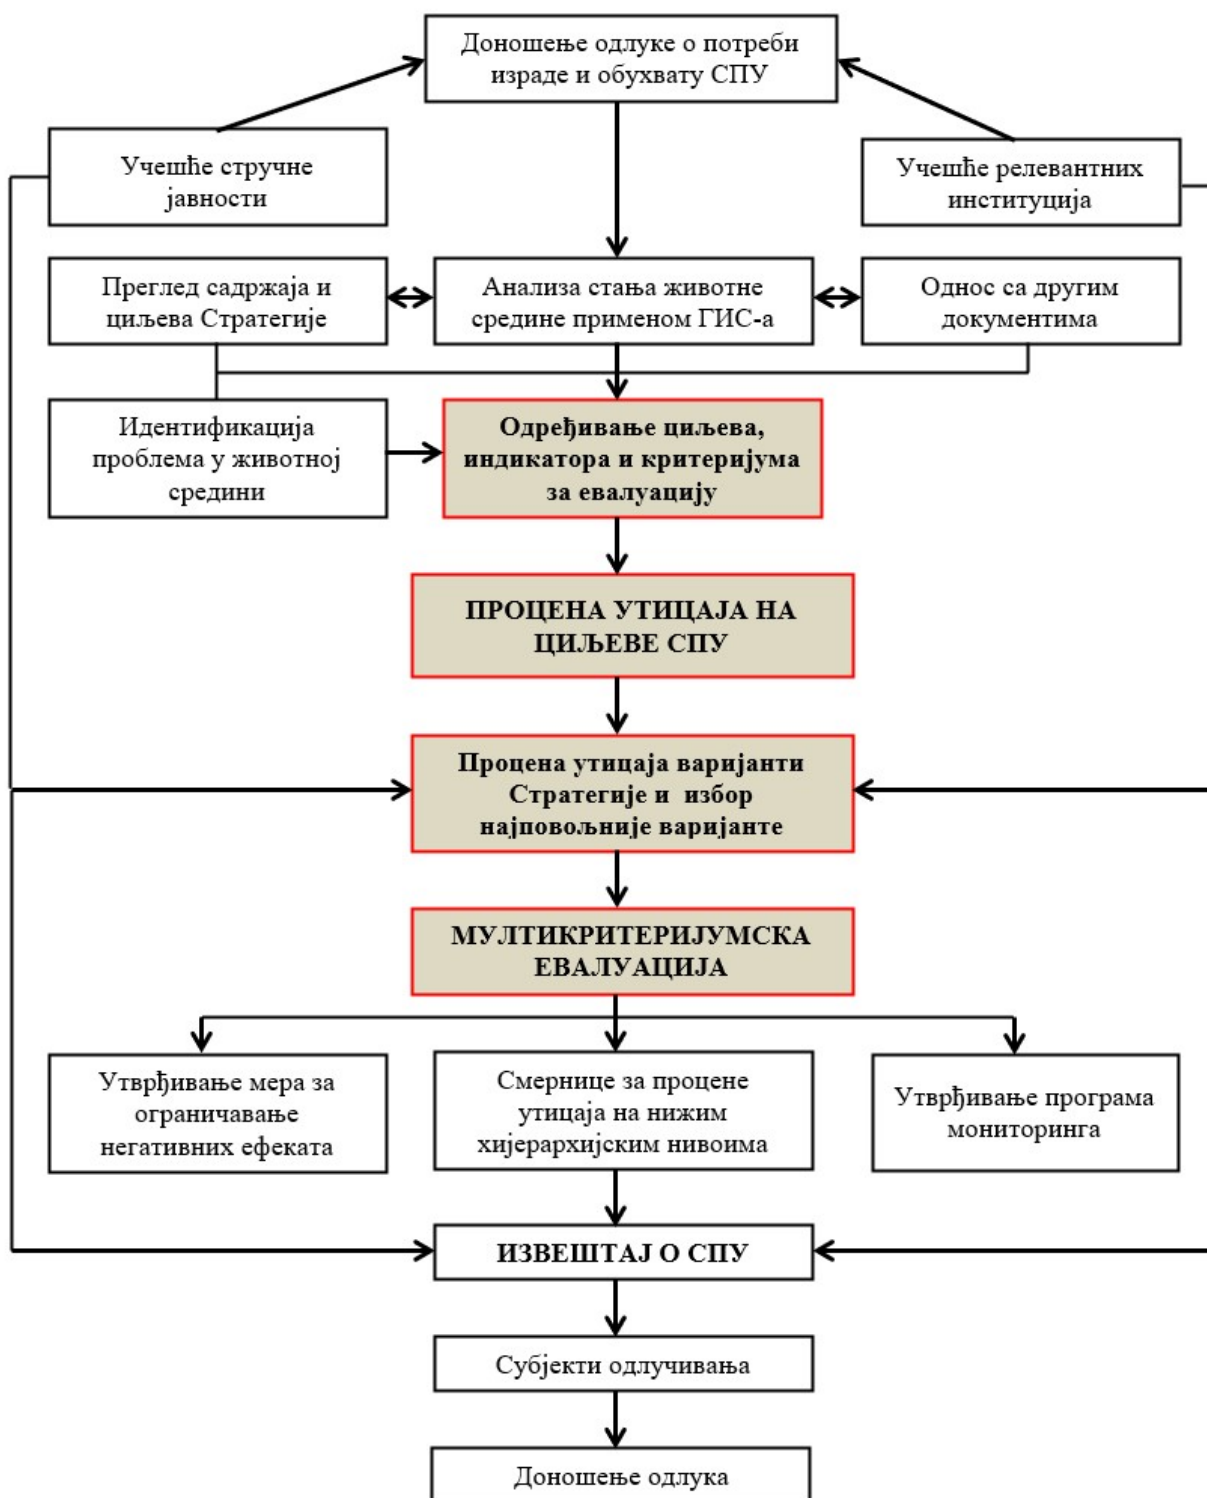 Доношење одлуке о потреби
израде и обухвату СПУ
Учешће стручне
јавности
Учешће релевантних
институција
Преглед садржаја и
циљева Стратегије
Анализа стања животне
средине применом ГИС-а
Однос са другим
документима
Идентификација
проблема у животној
средини
Одређивање циљева,
индикатора и критеријума
за евалуацију
ПРОЦЕНА УТИЦАЈА НА
ЦИЉЕВЕ СПУ
Процена утицаја варијанти
Стратегије и избор
најповољније варијанте
МУЛТИКРИТЕРИЈУМСКА
ЕВАЛУАЦИЈА
Утврђивање мера за
ограничавање
негативних ефеката
Смернице за процене
утицаја на нижим
хијерархијским нивоима
Утврђивање програма
мониторинга
ИЗВЕШТАЈ О СПУ
Субјекти одлучивања
Доношење одлука